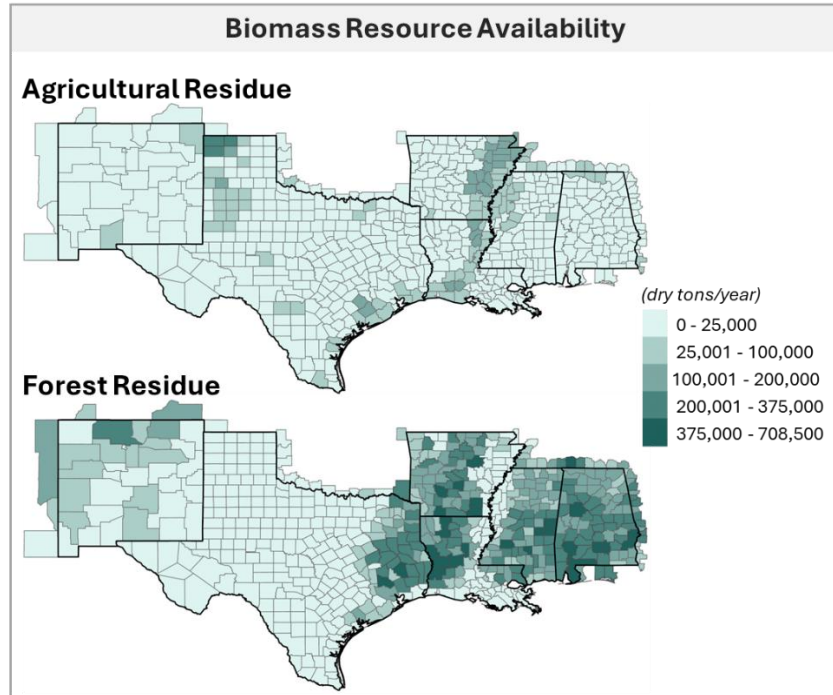 Biomass Resource Availability
Agricultural Residue
(dry tons/year)
0 - 25,000
25,001 - 100,000
100,001 - 200,000
200,001 - 375,000
375,000 - 708,500
Forest Residue